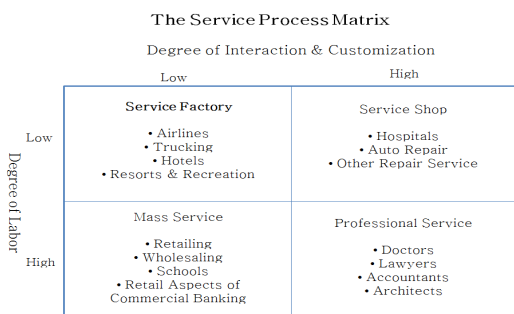 The Service Process Matrix
Degree of Interaction & Customization
Low
High
Degree of Labor
Low
Service Factory
• Airlines
• Trucking
• Hotels
• Resorts & Recreation
Service Shop
• Hospitals
• Auto Repair
• Other Repair Service
High
Mass Service
• Retailing
• Wholesaling
• Schools
• Retail Aspects of
Commercial Banking
Professional Service
• Doctors
• Lawyers
• Accountants
• Architects